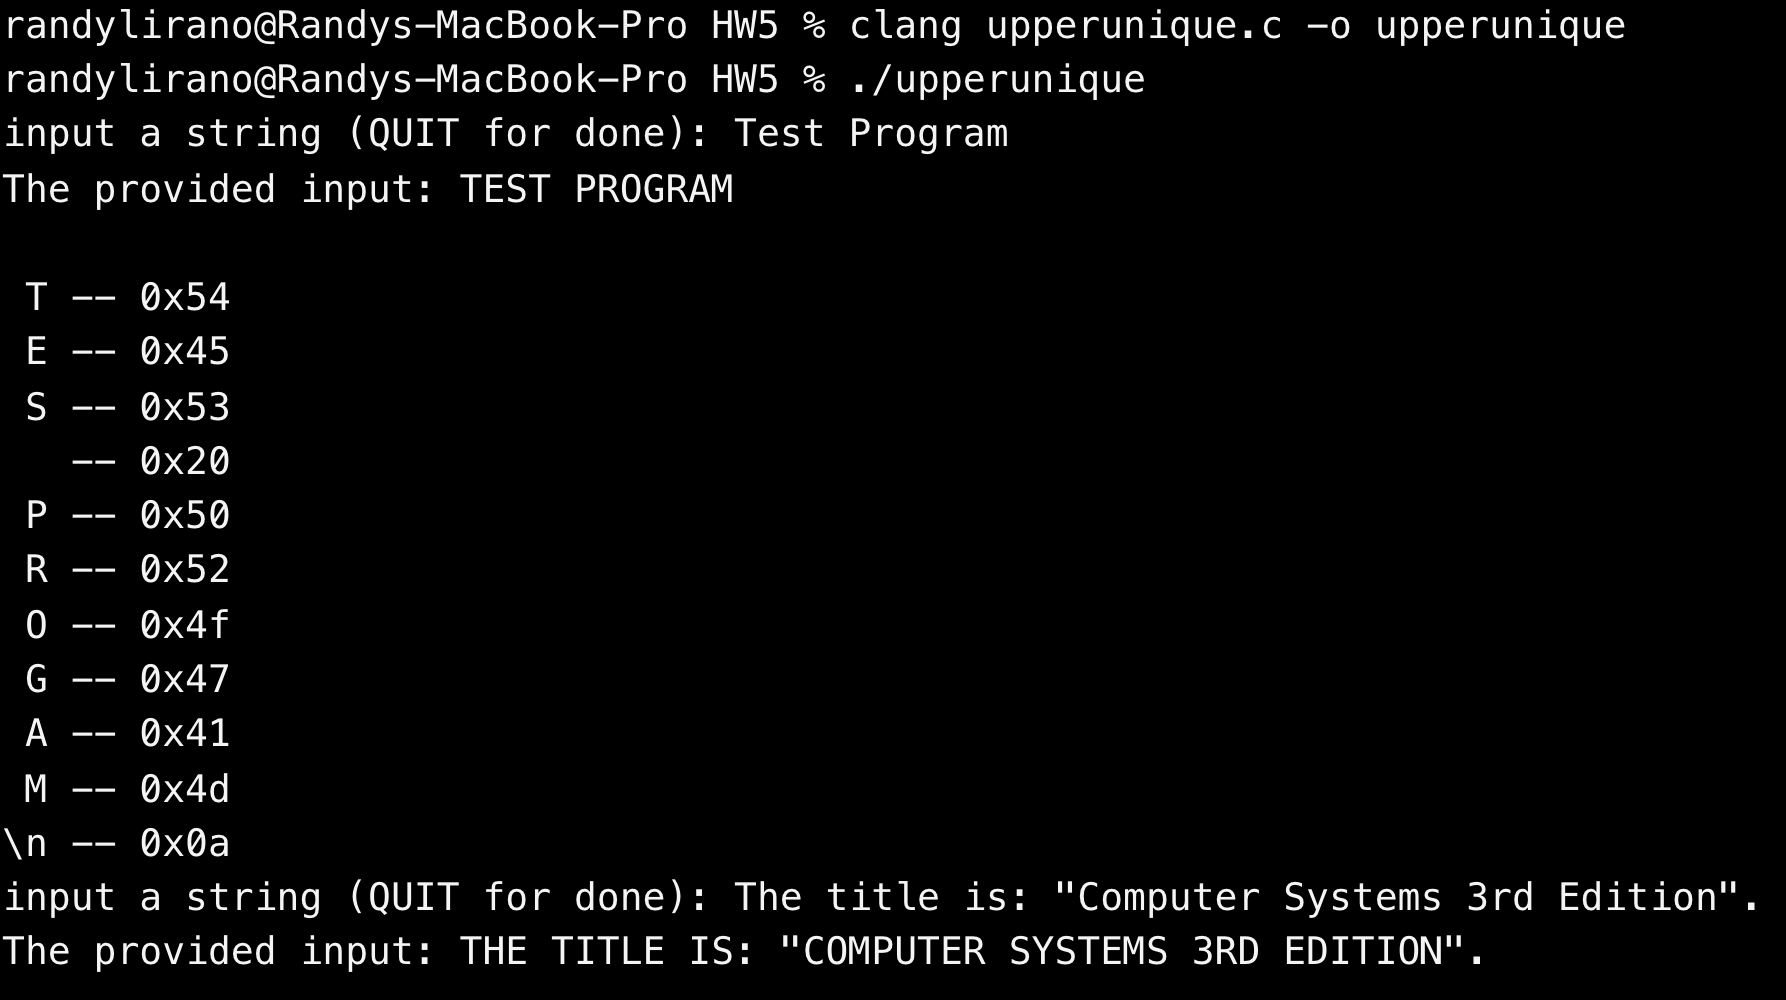 randylirano@Randys-MacBook-Pro HW5 % clang upperunique.c -o upperunique
randylirano@Randys-MacBook-Pro HW5 % ./upperunique
input a string (QUIT for done): Test Program
The provided input: TEST PROGRAM

 T -- 0x54
 E -- 0x45
 S -- 0x53
   -- 0x20
 P -- 0x50
 R -- 0x52
 O -- 0x4f
 G -- 0x47
 A -- 0x41
 M -- 0x4d
\n -- 0x0a
input a string (QUIT for done): The title is: "Computer Systems 3rd Edition".
The provided input: THE TITLE IS: "COMPUTER SYSTEMS 3RD EDITION".